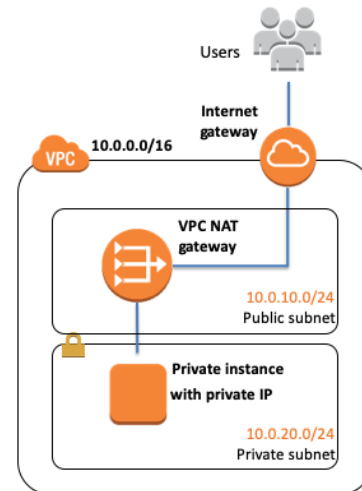 Users
Internet
gateway
10.0.0.0/16
VPC
VPC NAT
gateway
10.0.10.0/24
Public subnet
Private instance
with private IP
10.0.20.0/24
Private subnet